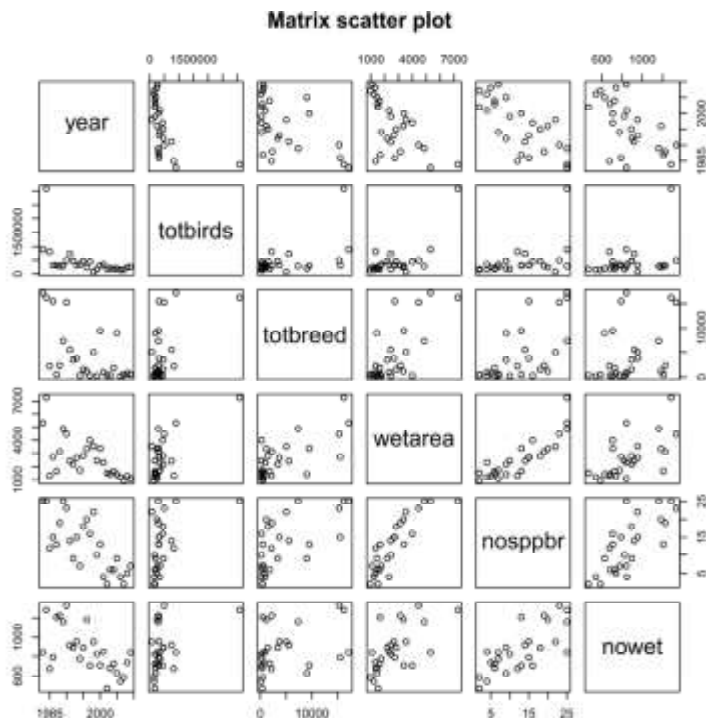 Matrix scatter plot
0 1500000 1000 4000 7000 600 1000
year
1985 2000
totbirds
0 1500000
totbreed
0 10000
wetarea
1000 4000 7000
nosppbr
5 15 25
nowet
600 1000
1985 2000 0 10000 5 15 25